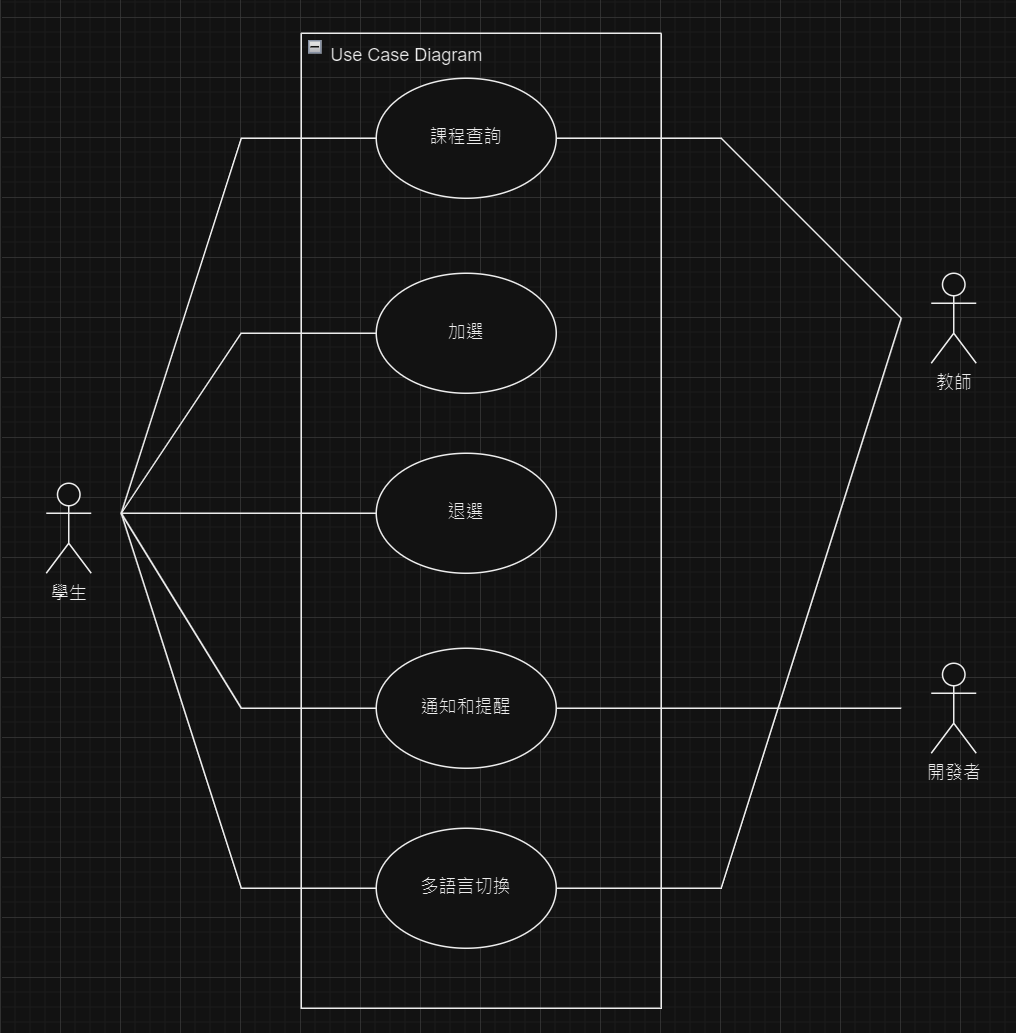 Use Case Diagram
課程查詢
加選
教師
退選
學生
通知和提醒
開發者
多語言切換